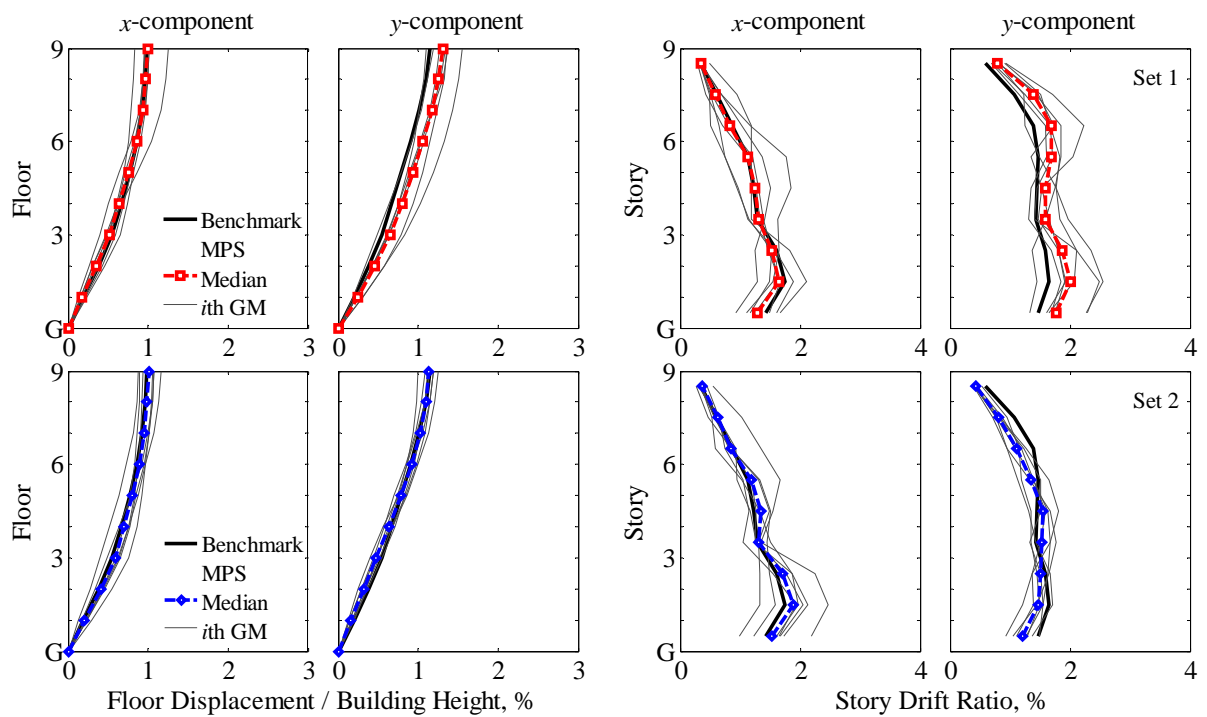 x-component
y-component
x-component
y-component
9
6
3
G
Floor
Benchmark
MPS
Median
ith GM
0 1 2 3
0 1 2 3
9
6
3
G
Story
Set 1
0 2 4
0 2 4
9
6
3
G
Floor
Benchmark
MPS
Median
ith GM
0 1 2 3
0 1 2 3
Floor Displacement / Building Height, %
9
6
3
G
Story
Set 2
0 2 4
0 2 4
Story Drift Ratio, %